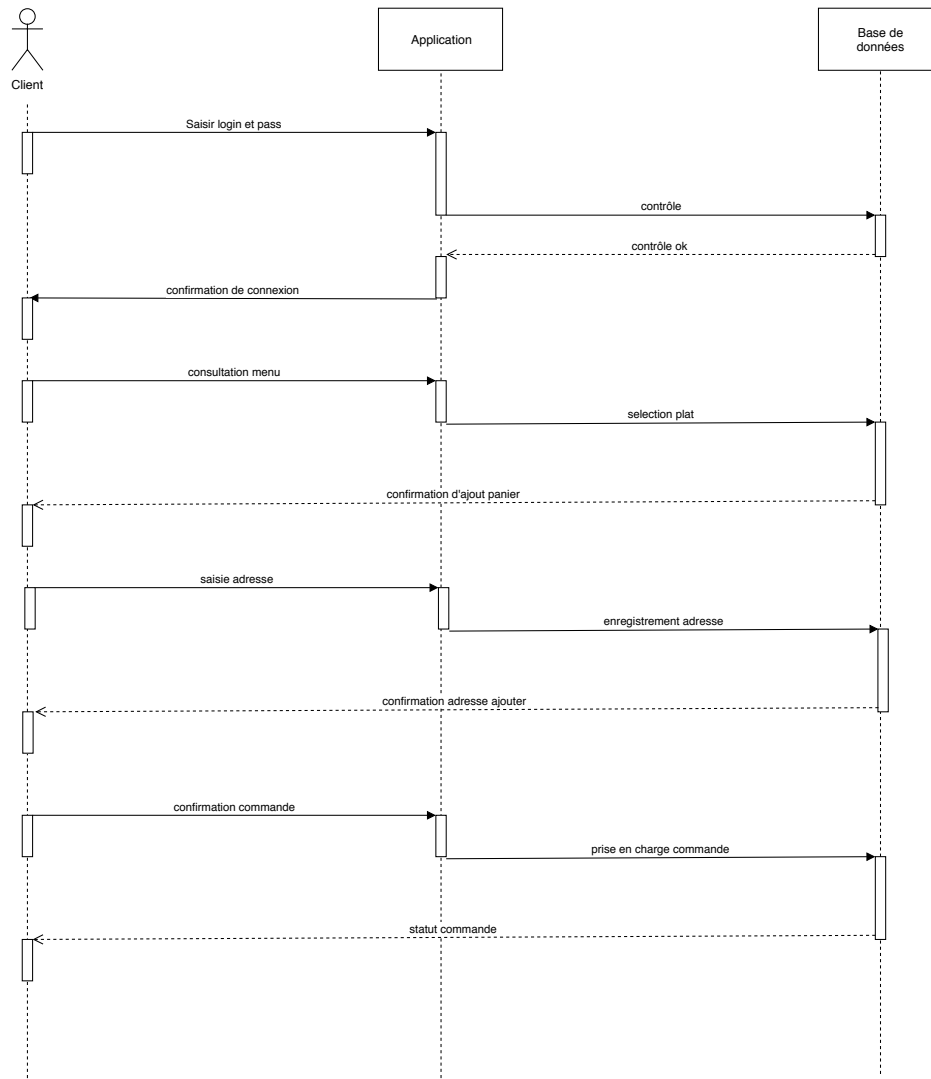 Client
Application
Base de
données
Saisir login et pass
contrôle
contrôle ok
confirmation de connexion
consultation menu
selection plat
confirmation d'ajout panier
saisie adresse
enregistrement adresse
confirmation adresse ajouter
confirmation commande
prise en charge commande
statut commande